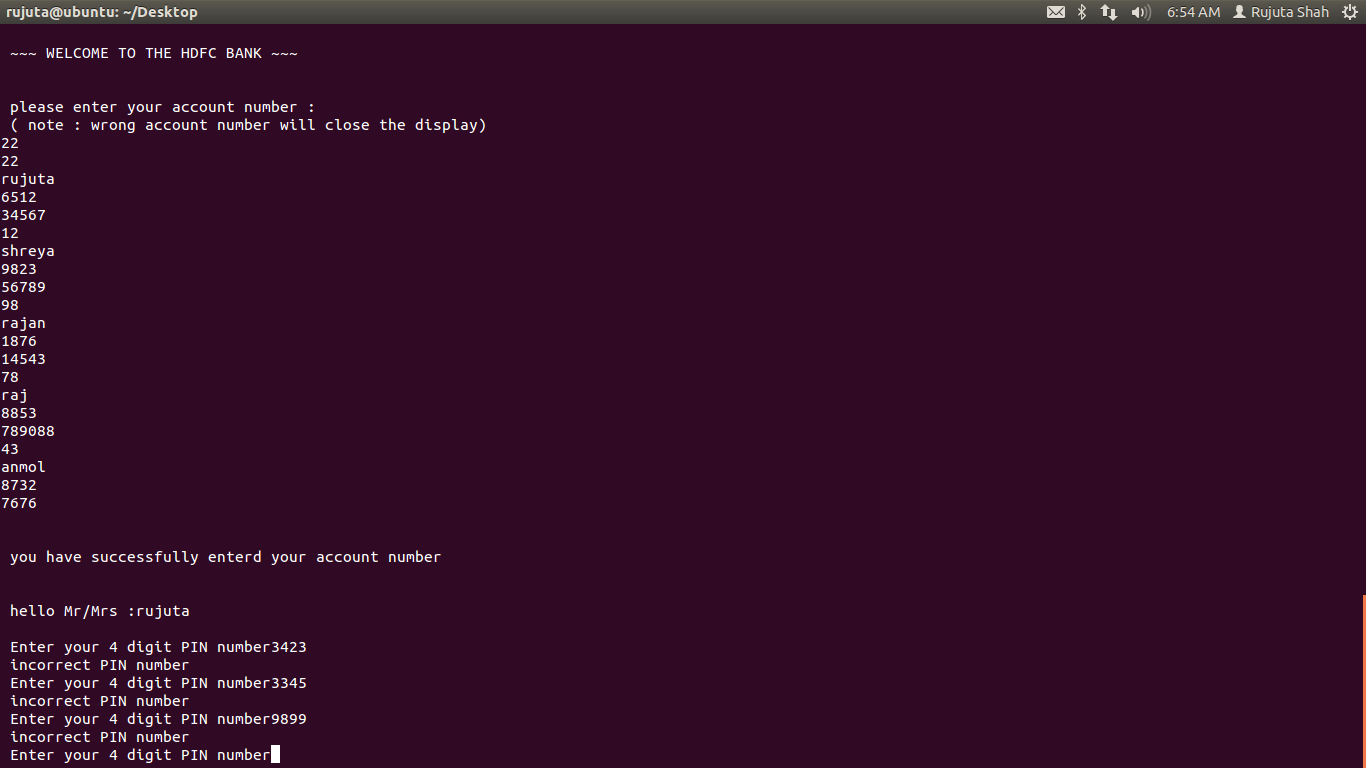 rujuta@ubuntu: ~/Desktop
6:54 AM Rujuta Shah
~~~ WELCOME TO THE HDFC BANK ~~~
please enter your account number :
( note : wrong account number will close the display)
22
22
rujuta
6512
34567
12
shreya
9823
56789
98
rajan
1876
14543
78
raj
8853
789088
43
anmol
8732
7676
you have successfully enterd your account number
hello Mr/Mrs :rujuta
Enter your 4 digit PIN number3423
incorrect PIN number
Enter your 4 digit PIN number3345
incorrect PIN number
Enter your 4 digit PIN number9899
incorrect PIN number
Enter your 4 digit PIN number